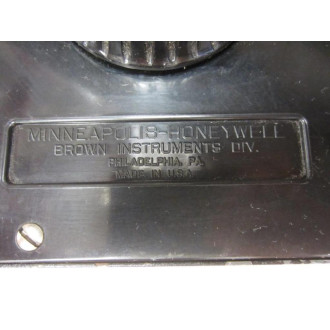 MINNEAPOLIS-HONEYWELL
BROWN INSTRUMENTS DIV.
PHILADELPHIA, PA.
MADE IN U.S.A.